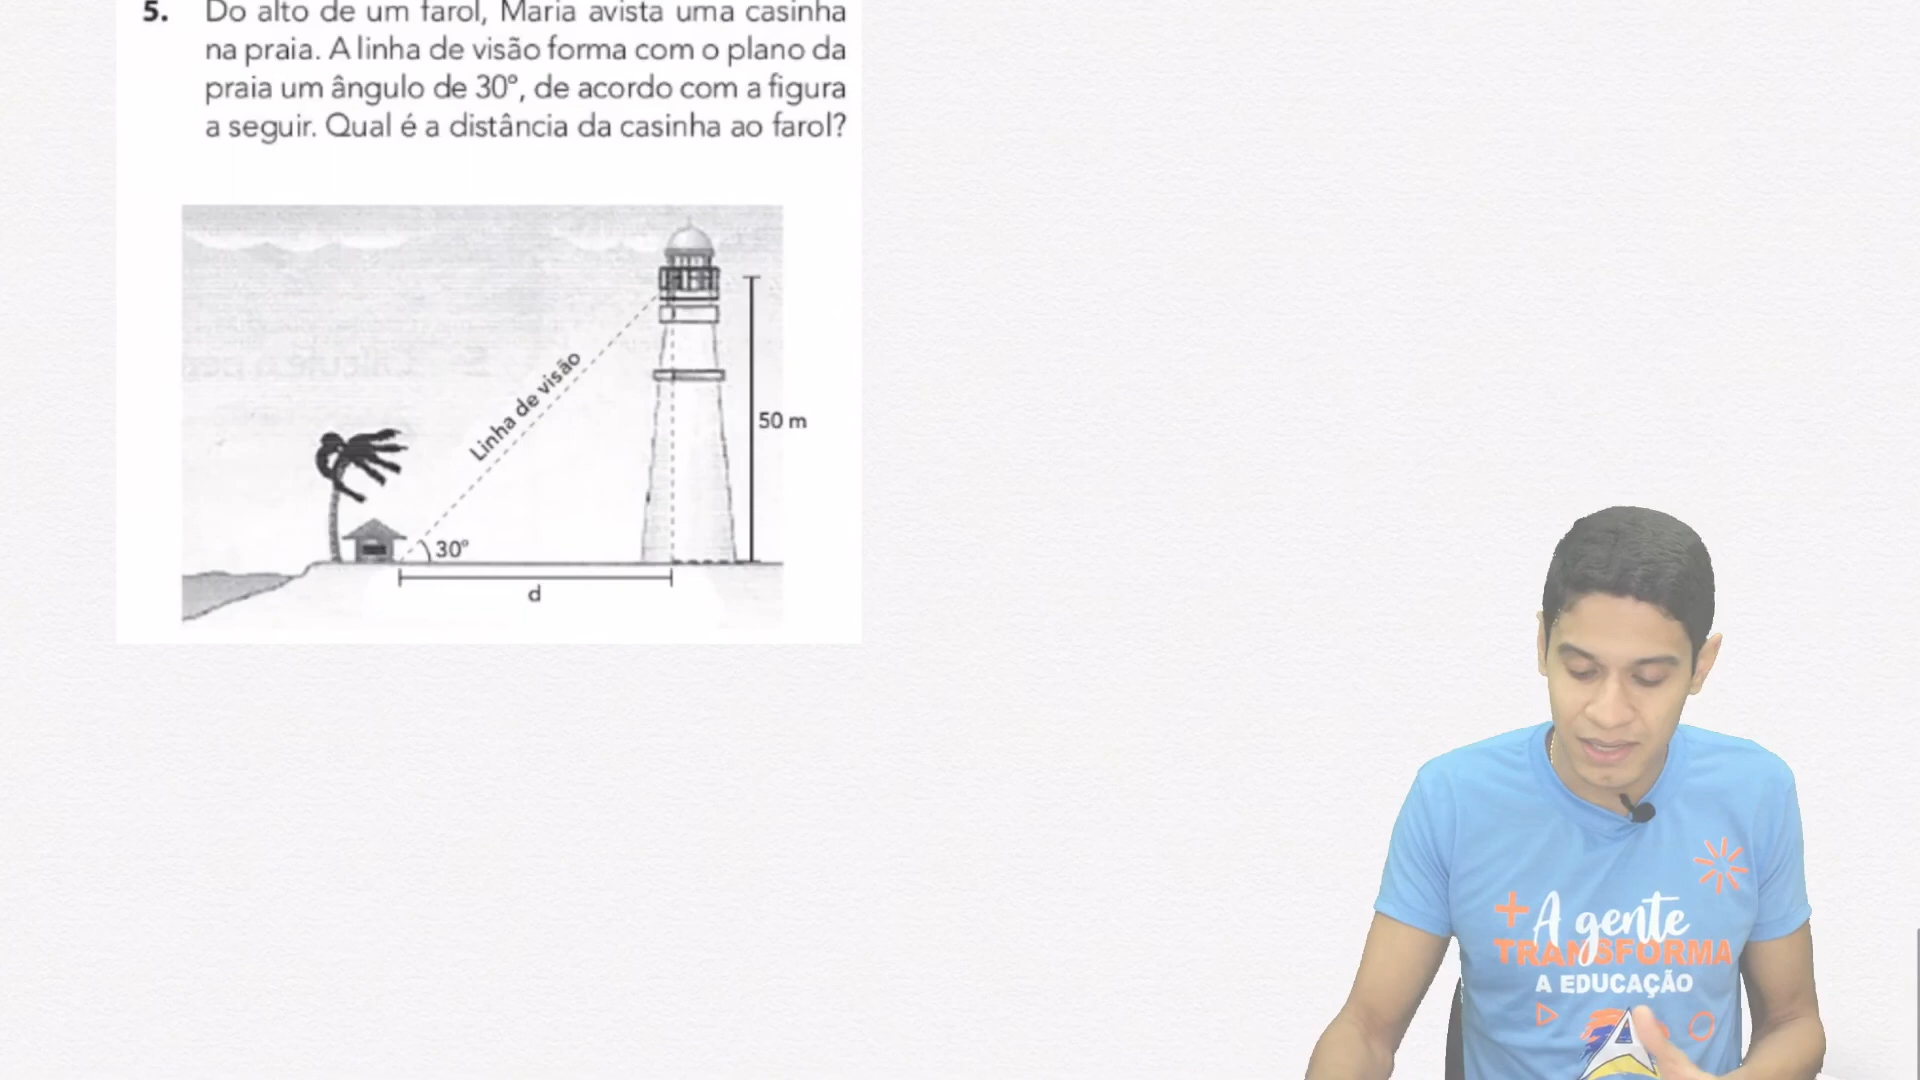 5. Do alto de um farol, Maria avista uma casinha
na praia. A linha de visão forma com o plano da
praia um ângulo de 30º, de acordo com a figura
a seguir. Qual é a distância da casinha ao farol?
Linha de visão
50 m
30º
d
A gente
TRANSFORMA
A EDUCAÇÃO